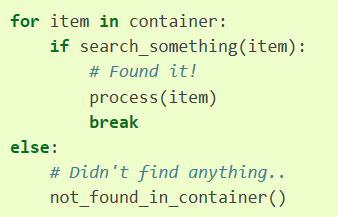 for item in container:
    if search_something(item):
        # Found it!
        process(item)
        break
else:
    # Didn't find anything..
    not_found_in_container()